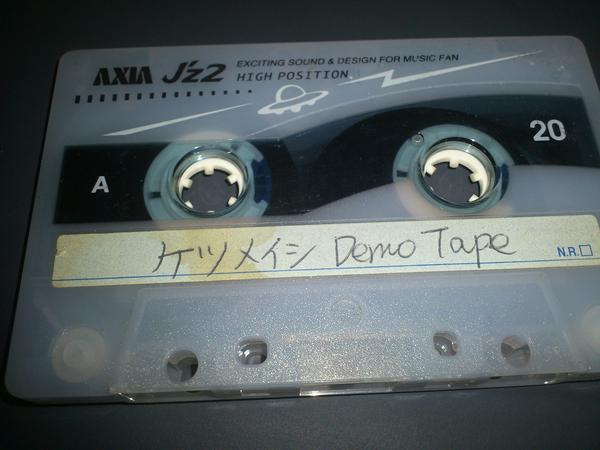 AXIA J'z2 EXCITING SOUND & DESIGN FOR MUSIC FAN
HIGH POSITION
A
20
ケツメイシ Demo Tape
N.R.